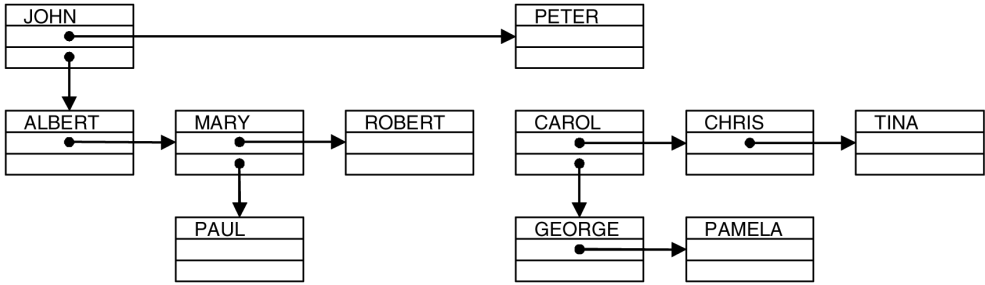 JOHN
PETER
ALBERT
MARY
ROBERT
CAROL
CHRIS
TINA
PAUL
GEORGE
PAMELA